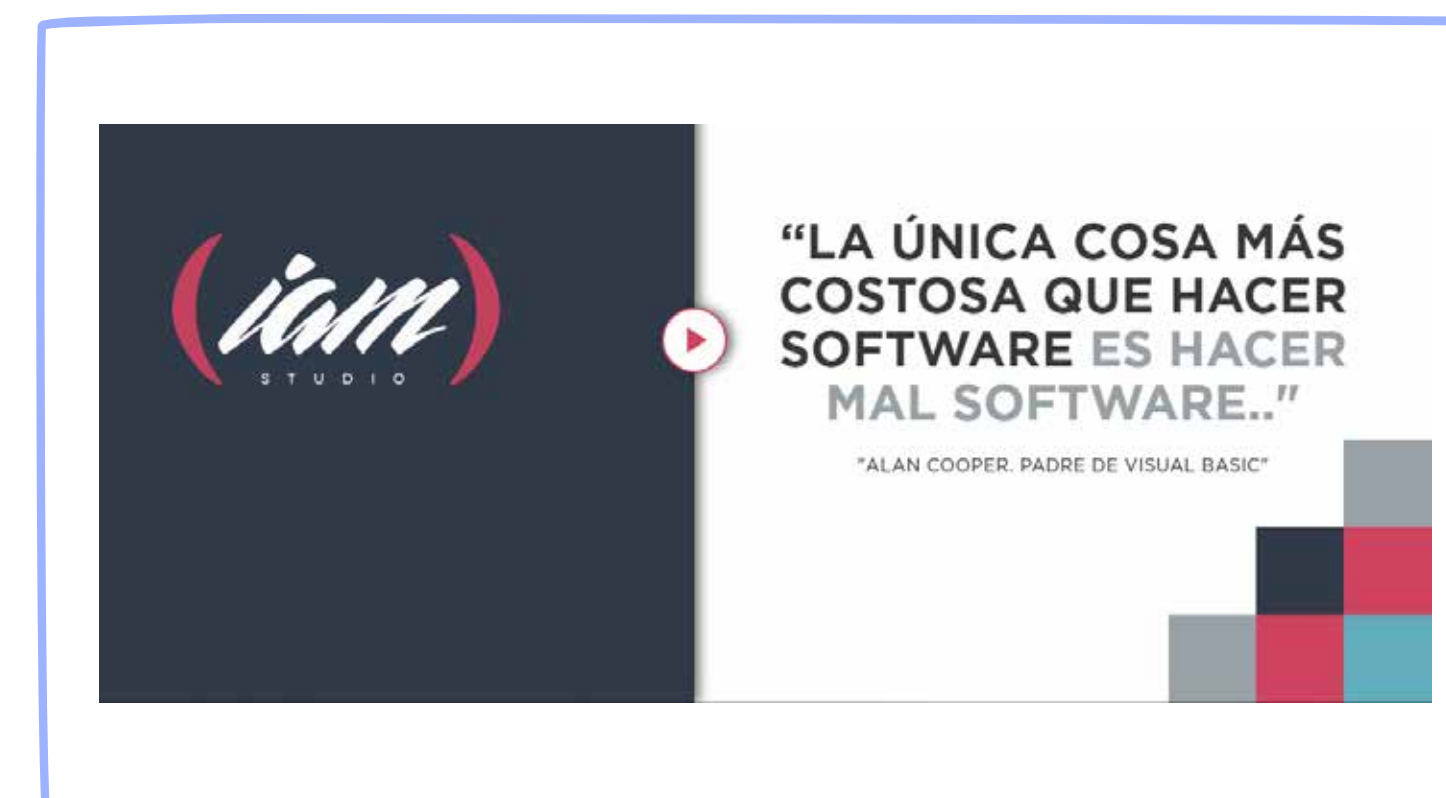 (iam)
STUDIO
“LA ÚNICA COSA MÁS
COSTOSA QUE HACER
SOFTWARE ES HACER
MAL SOFTWARE.."
"ALAN COOPER. PADRE DE VISUAL BASIC"